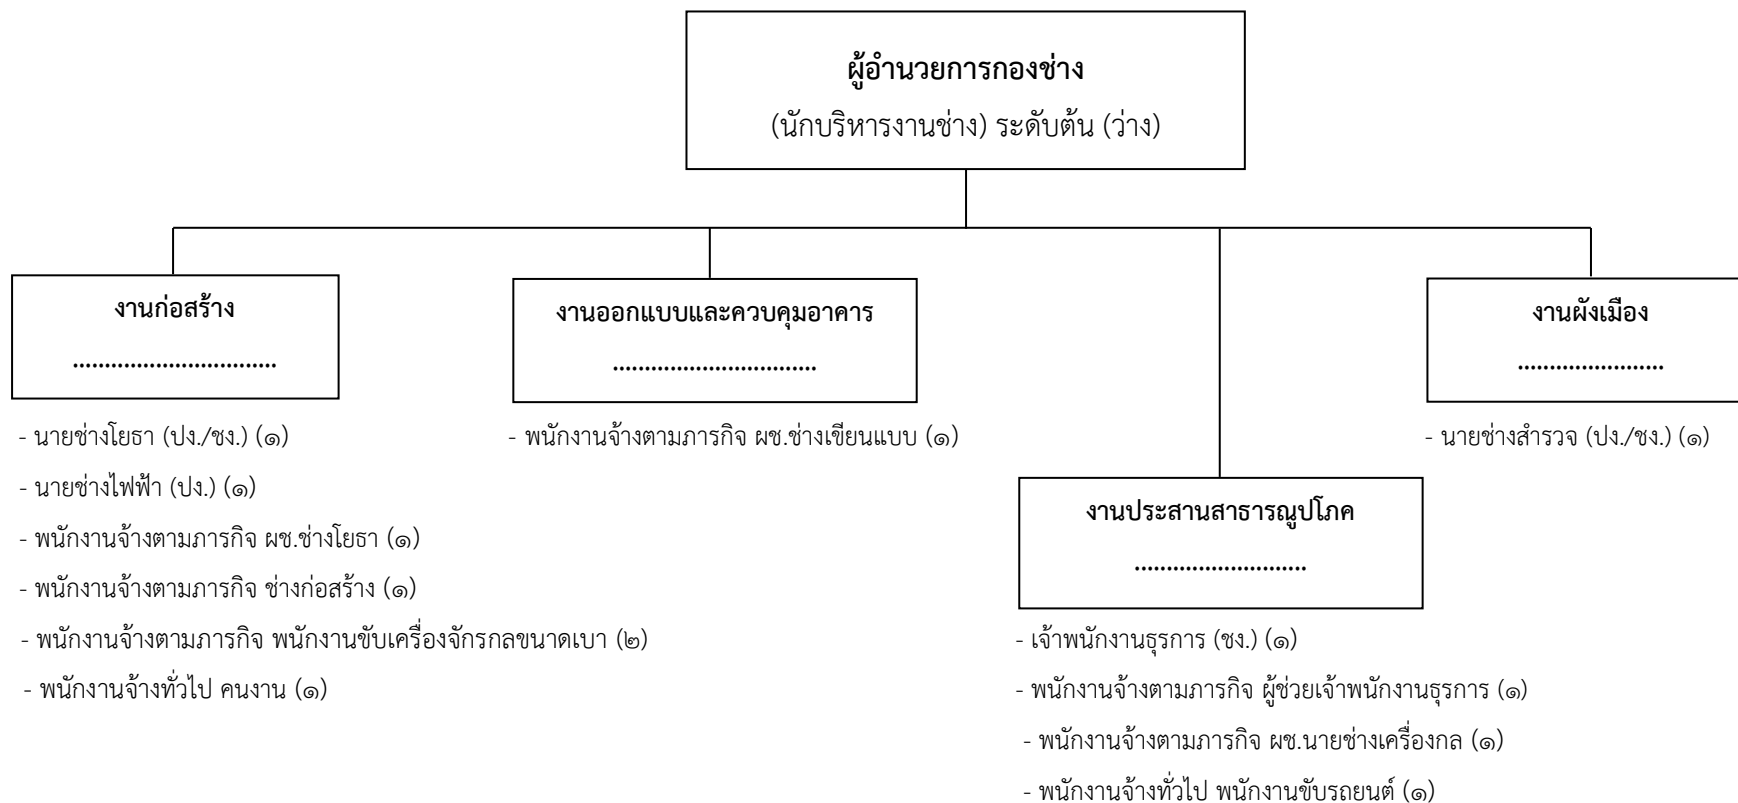 ผู้อำนวยการกองช่าง
(นักบริหารงานช่าง) ระดับต้น (ว่าง)
งานก่อสร้าง
................................
- นายช่างโยธา (ปง./ชง.) (๑)
- นายช่างไฟฟ้า (ปง.) (๑)
- พนักงานจ้างตามภารกิจ ผช.ช่างโยธา (๑)
- พนักงานจ้างตามภารกิจ ช่างก่อสร้าง (๑)
- พนักงานจ้างตามภารกิจ พนักงานขับเครื่องจักรกลขนาดเบา (๒)
- พนักงานจ้างทั่วไป คนงาน (๑)
งานออกแบบและควบคุมอาคาร
................................
- พนักงานจ้างตามภารกิจ ผช.ช่างเขียนแบบ (๑)
งานประสานสาธารณูปโภค
...........................
- เจ้าพนักงานธุรการ (ชง.) (๑)
- พนักงานจ้างตามภารกิจ ผู้ช่วยเจ้าพนักงานธุรการ (๑)
- พนักงานจ้างตามภารกิจ ผช.นายช่างเครื่องกล (๑)
- พนักงานจ้างทั่วไป พนักงานขับรถยนต์ (๑)
งานผังเมือง
.......................
- นายช่างสำรวจ (ปง./ชง.) (๑)